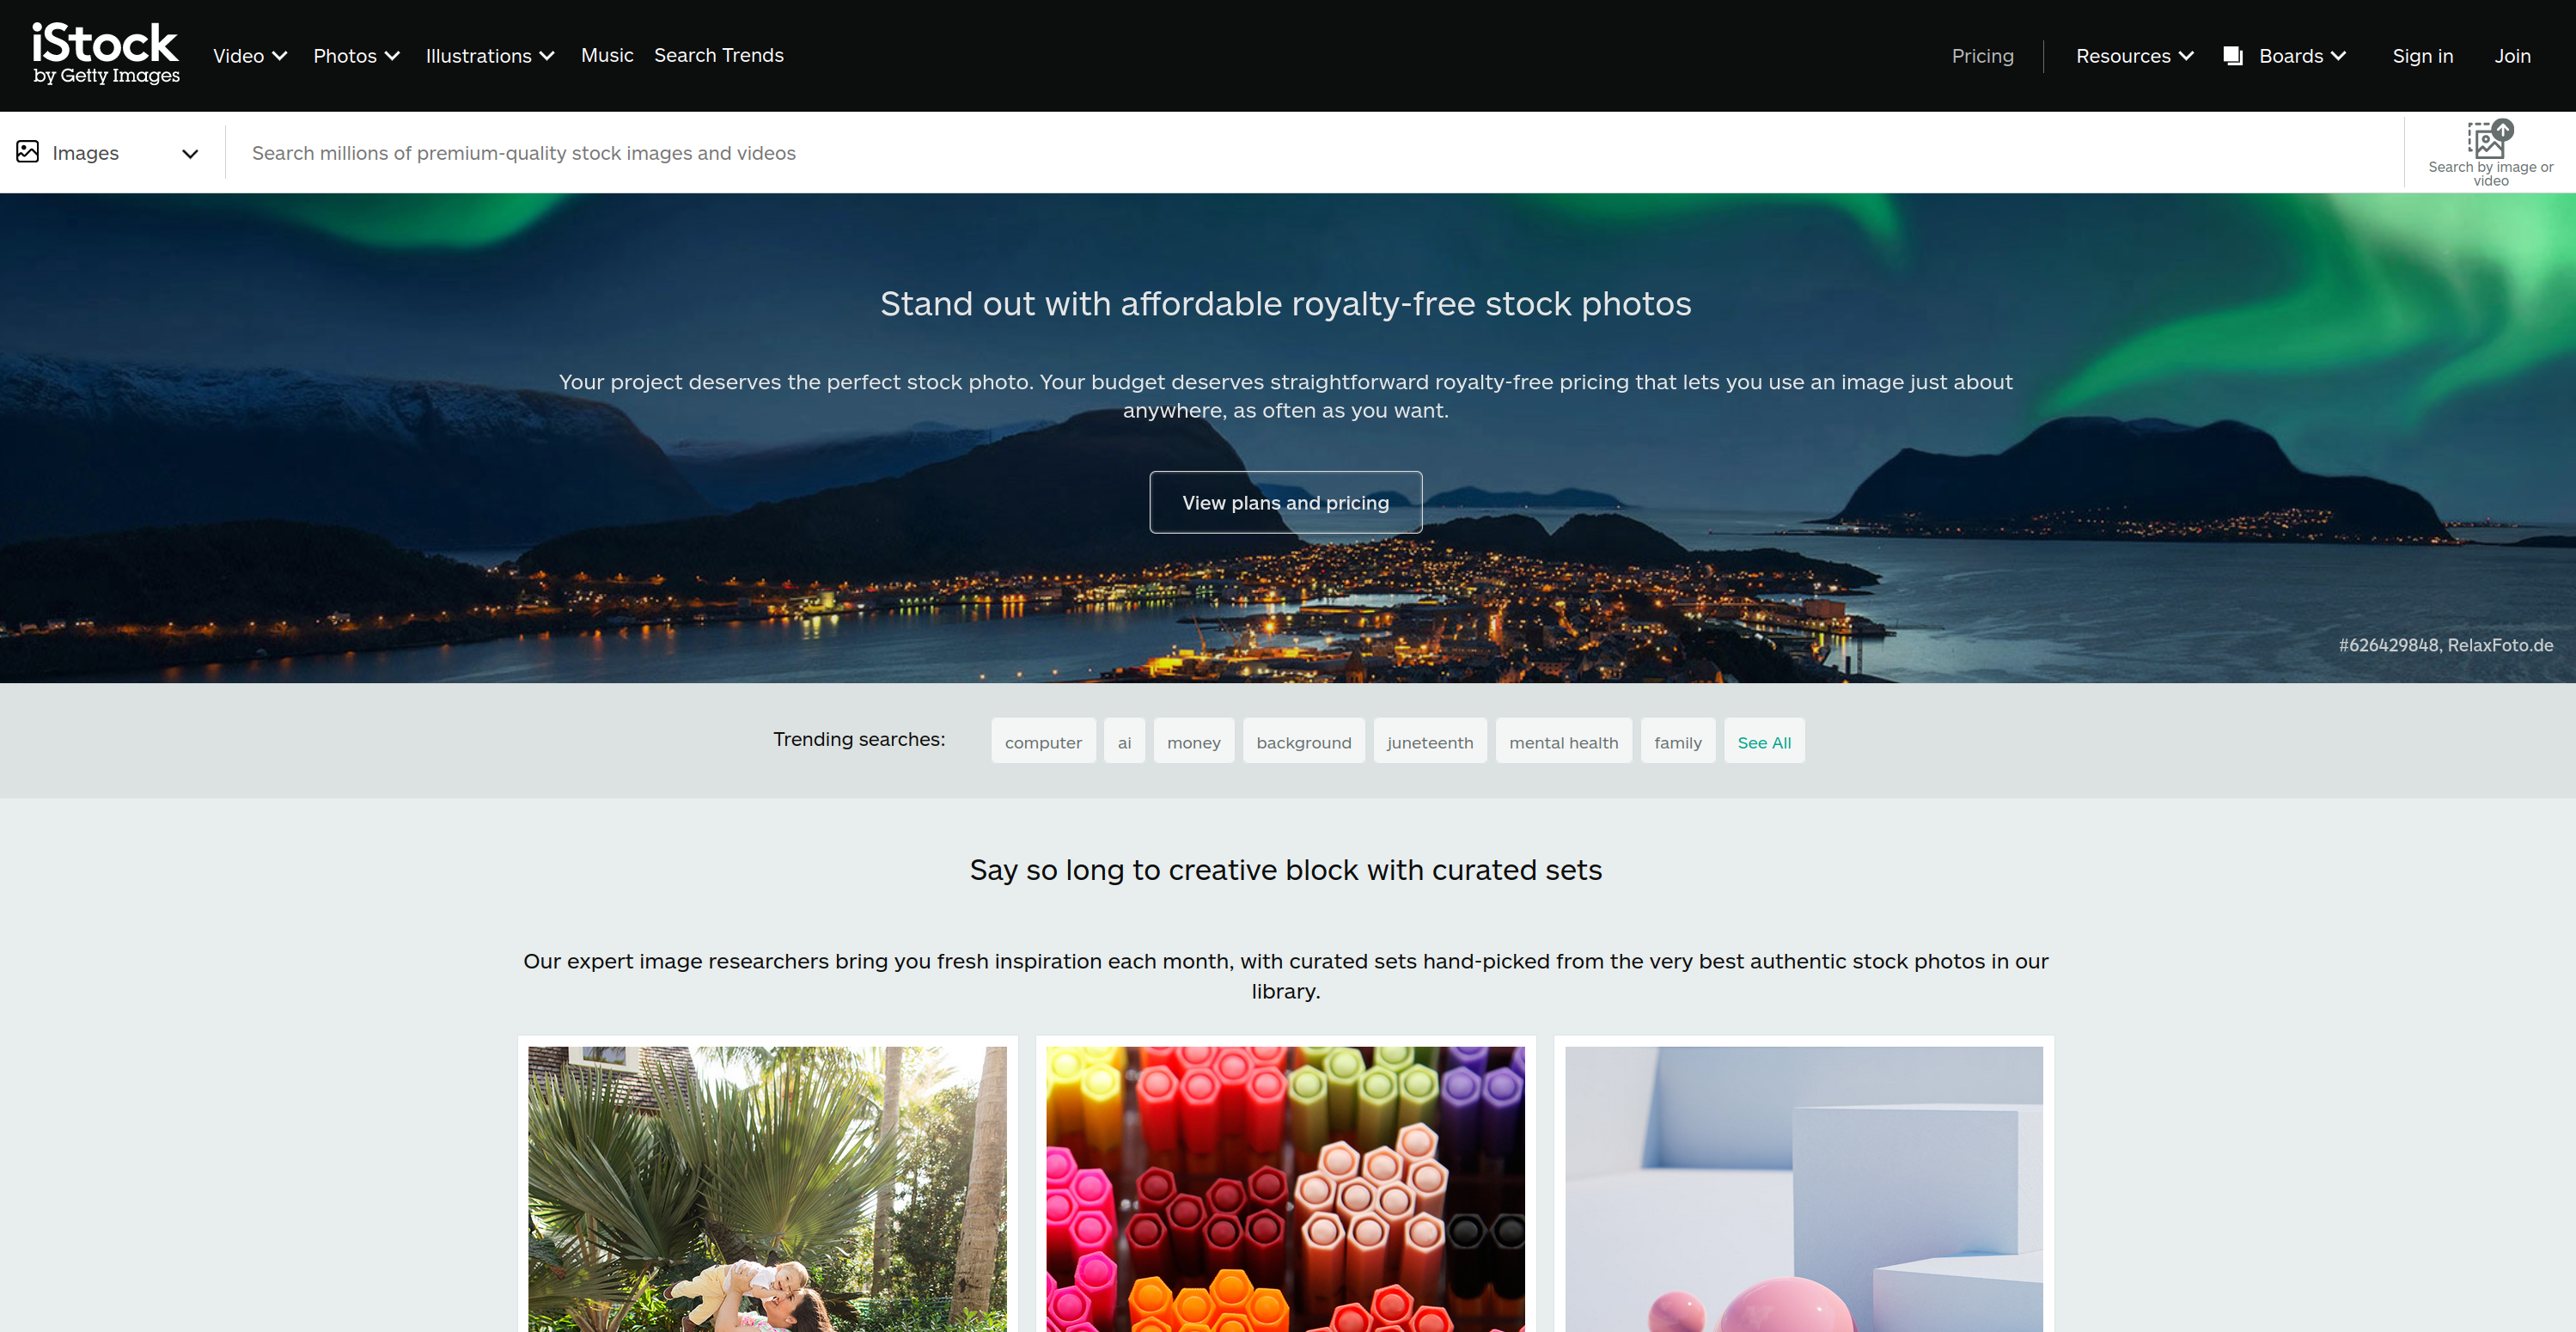 iStock
by Getty Images
Video
Photos
Illustrations
Music
Search Trends
Pricing
Resources
Boards
Sign in
Join
Images
Search millions of premium-quality stock images and videos
Search by image or
video
Stand out with affordable royalty-free stock photos
Your project deserves the perfect stock photo. Your budget deserves straightforward royalty-free pricing that lets you use an image just about
anywhere, as often as you want.
View plans and pricing
#626429848, RelaxFoto.de
Trending searches:
computer
ai
money
background
juneteenth
mental health
family
See All
Say so long to creative block with curated sets
Our expert image researchers bring you fresh inspiration each month, with curated sets hand-picked from the very best authentic stock photos in our
library.